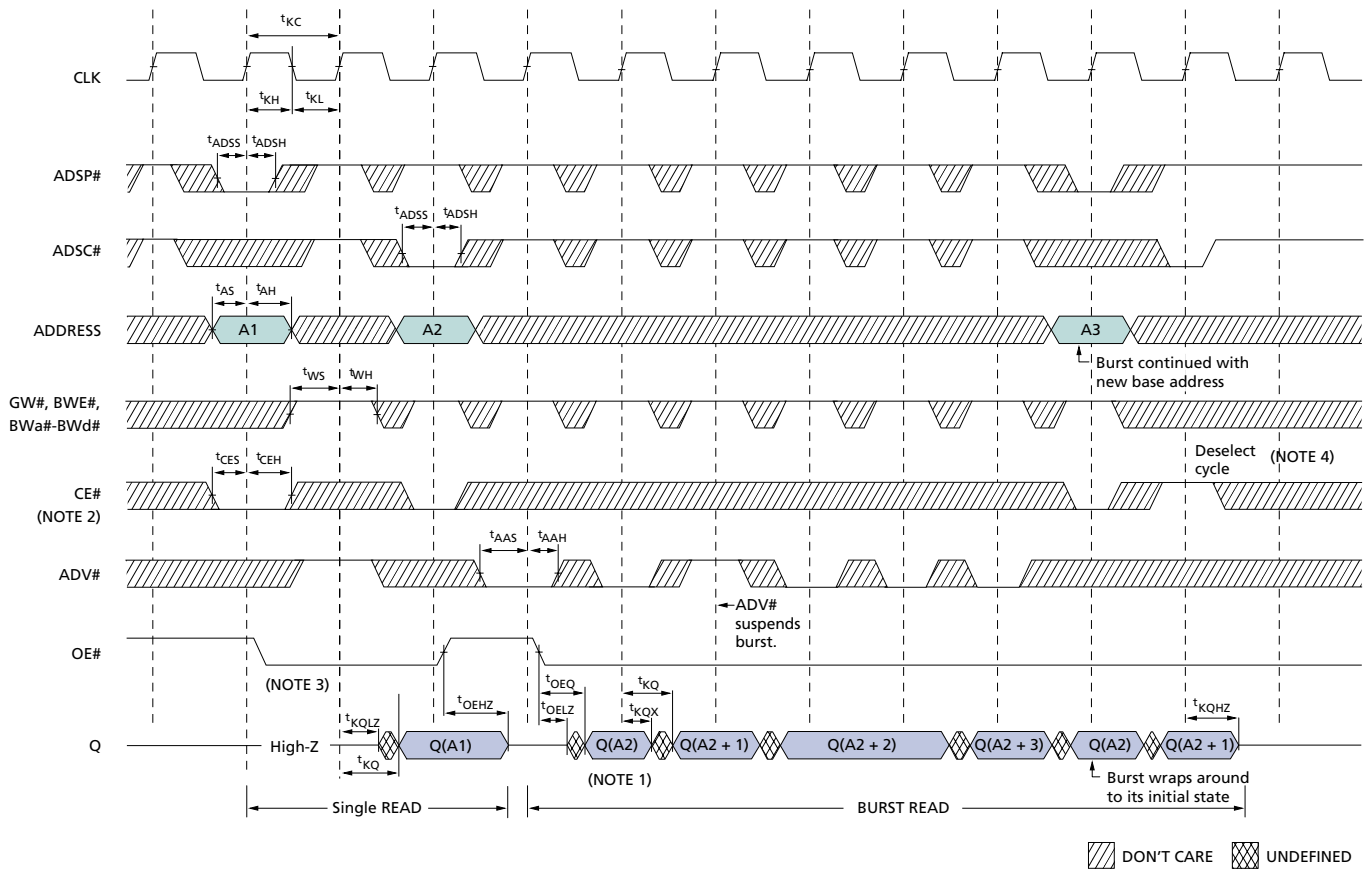 tKC
CLK
tKH
tKL
tADSS
tADSH
ADSP#
tADSS
tADSH
ADSC#
tAS
tAH
ADDRESS
A1
A2
A3
Burst continued with
new base address
tWS
tWH
GW#, BWE#,
BWa#-BWd#
Deselect
cycle
(NOTE 4)
tCES
tCEH
CE#
(NOTE 2)
tAAS
tAAH
ADV#
ADV#
suspends
burst.
OE#
(NOTE 3)
tOEHZ
tOEQ
tOELZ
tKQ
tKQX
tKQLZ
tKQHZ
Q
High-Z
Q(A1)
Q(A2)
Q(A2 + 1)
Q(A2 + 2)
Q(A2 + 3)
Q(A2)
Q(A2 + 1)
tKQ
(NOTE 1)
Burst wraps around
to its initial state
Single READ
BURST READ
DON'T CARE
UNDEFINED